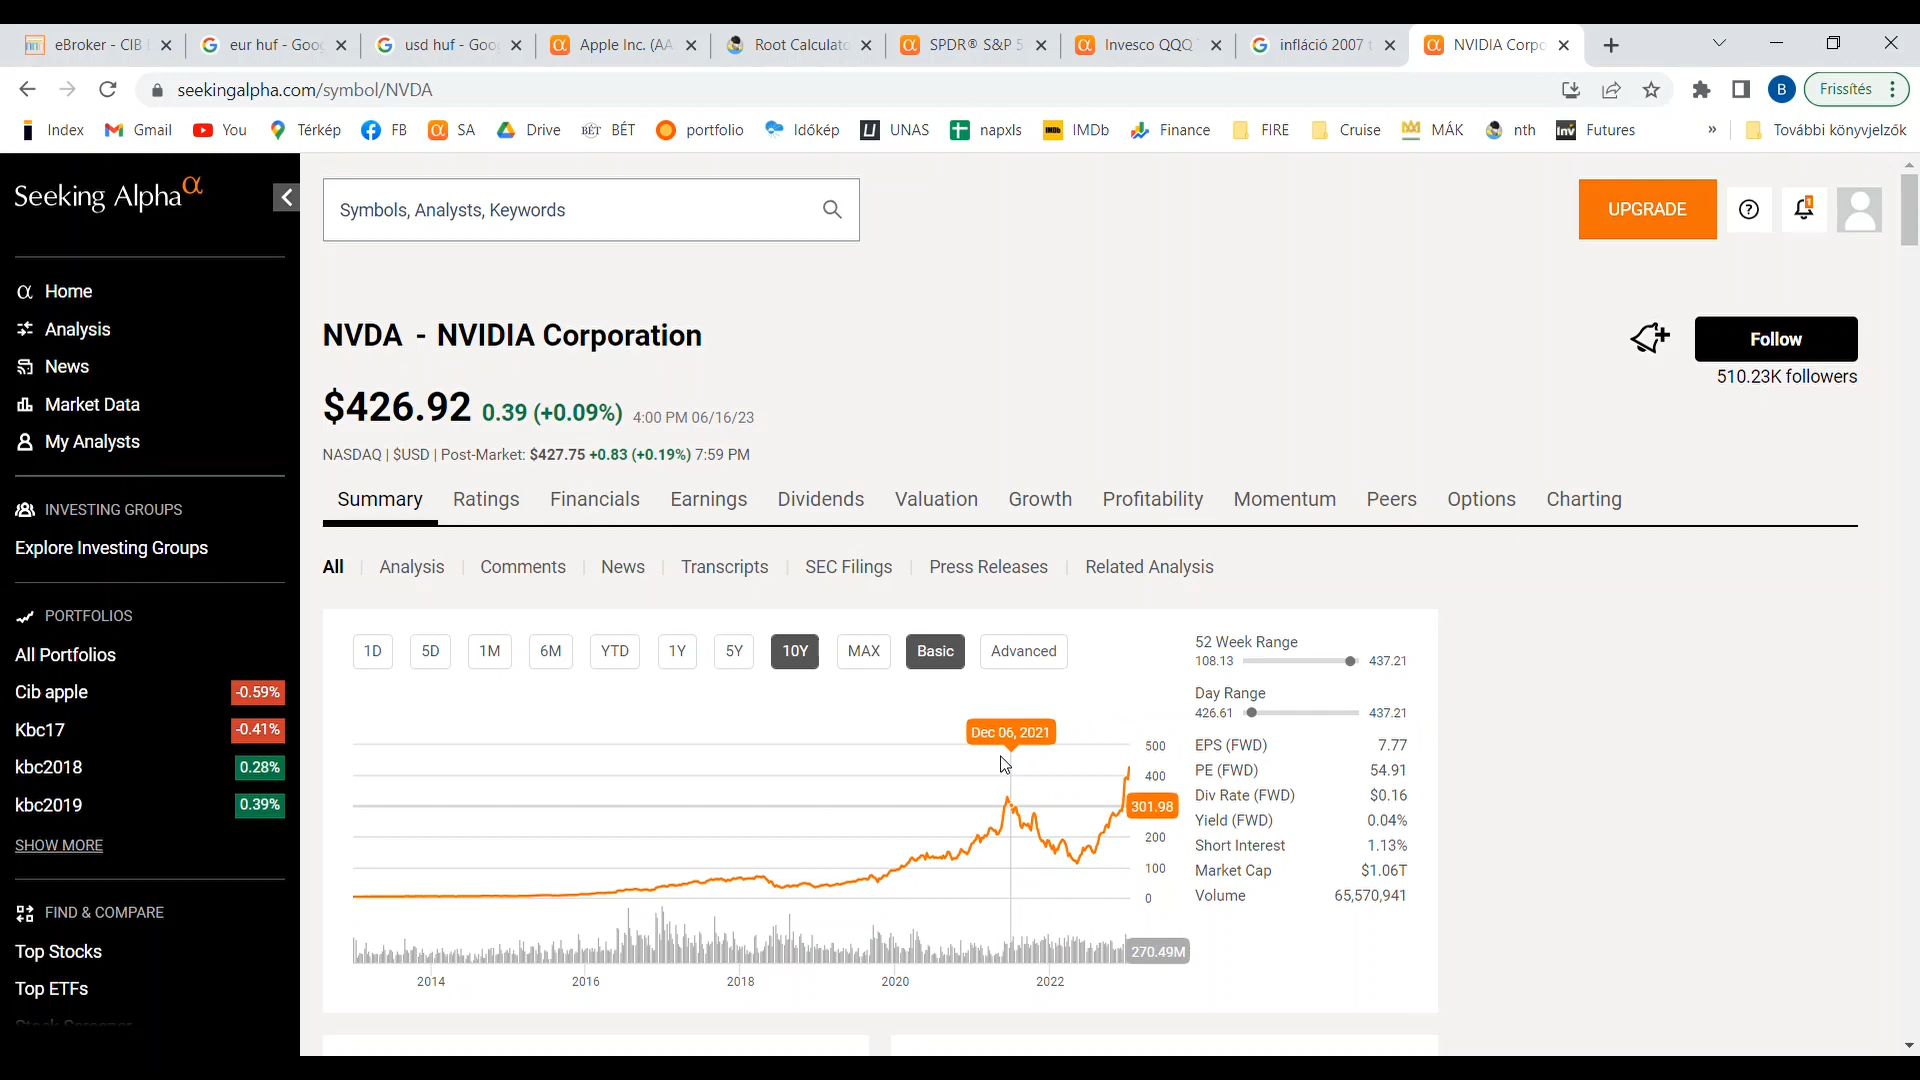 eBroker - CIB
eur huf - Goog
usd huf - Goo
Apple Inc. (AA
Root Calculato
SPDR® S&P 5
Invesco QQQ
infláció 2007 t
NVIDIA Corpo
seekingalpha.com/symbol/NVDA
B
Frissítés
Index
Gmail
You
Térkép
FB
SA
Drive
BÉT BÉT
portfolio
Időkép
UNAS
napxls
IMDb IMDb
Finance
FIRE
Cruise
MÁK
nth
Inv Futures
»
További könyvjelzők
Seeking Alpha α
Symbols, Analysts, Keywords
UPGRADE
1
Home
Analysis
News
Market Data
My Analysts
INVESTING GROUPS
Explore Investing Groups
PORTFOLIOS
All Portfolios
Cib apple -0.59%
Kbc17 -0.41%
kbc2018 0.28%
kbc2019 0.39%
SHOW MORE
FIND & COMPARE
Top Stocks
Top ETFs
Stock Screener
NVDA - NVIDIA Corporation
Follow
510.23K followers
$426.92 0.39 (+0.09%) 4:00 PM 06/16/23
NASDAQ | $USD | Post-Market: $427.75 +0.83 (+0.19%) 7:59 PM
Summary Ratings Financials Earnings Dividends Valuation Growth Profitability Momentum Peers Options Charting
All Analysis Comments News Transcripts SEC Filings Press Releases Related Analysis
1D 5D 1M 6M YTD 1Y 5Y 10Y MAX Basic Advanced
Dec 06, 2021
500
400
301.98
200
100
0
270.49M
2014 2016 2018 2020 2022
52 Week Range
108.13 437.21
Day Range
426.61 437.21
EPS (FWD) 7.77
PE (FWD) 54.91
Div Rate (FWD) $0.16
Yield (FWD) 0.04%
Short Interest 1.13%
Market Cap $1.06T
Volume 65,570,941